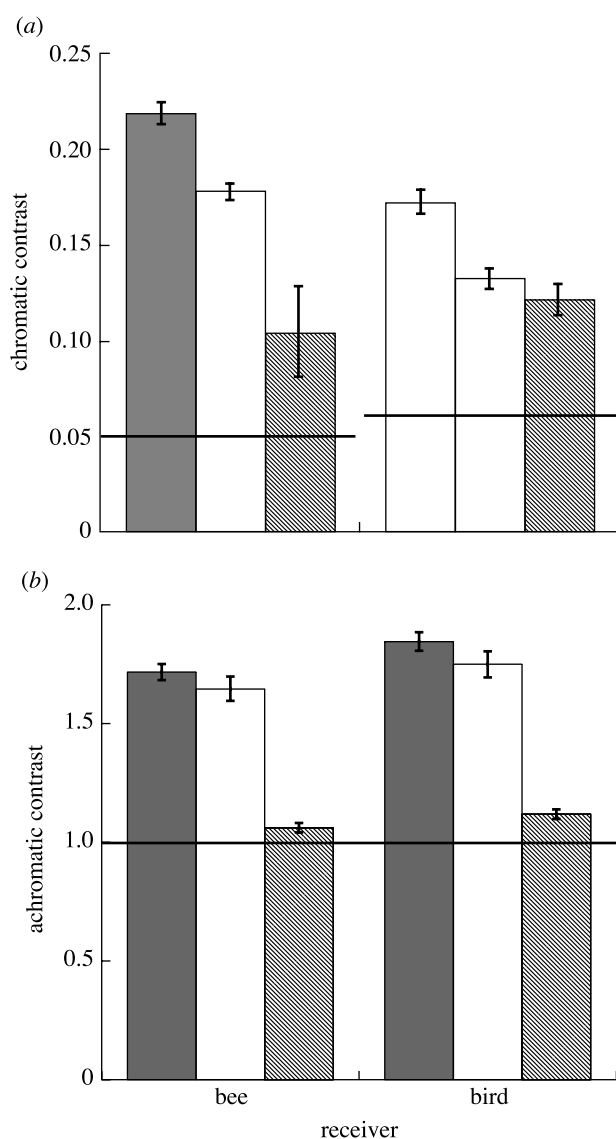 (a)
0.25
0.20
0.15
0.10
0.05
0
chromatic contrast
(b)
2.0
1.5
1.0
0.5
0
achromatic contrast
bee bird
receiver